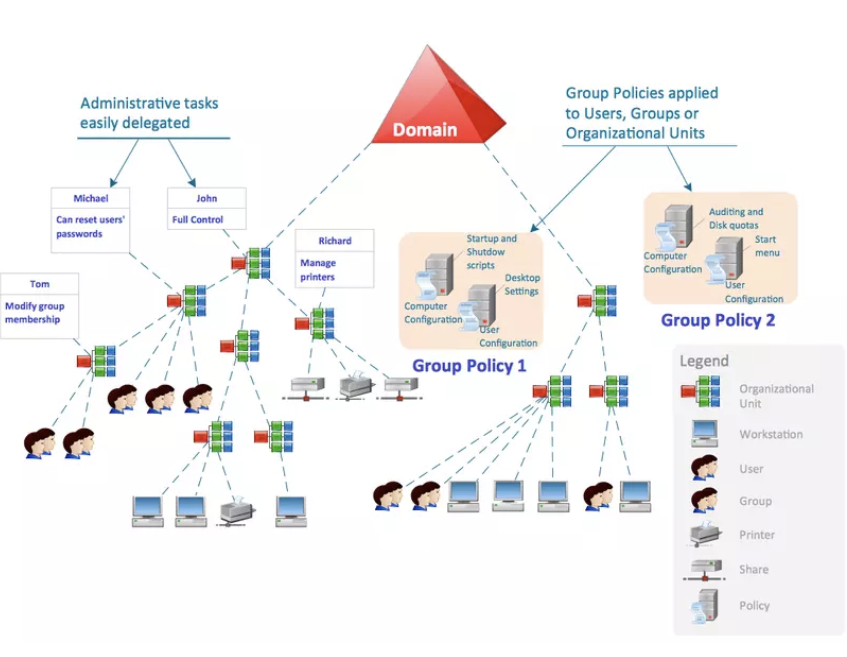 Administrative tasks
easily delegated
Domain
Group Policies applied
to Users, Groups or
Organizational Units
Michael
Can reset users'
passwords
John
Full Control
Richard
Manage
printers
Tom
Modify group
membership
Startup and
Shutdow
scripts
Desktop
Settings
Computer
Configuration
User
Configuration
Group Policy 1
Auditing and
Disk quotas
Start
menu
Computer
Configuration
User
Configuration
Group Policy 2
Legend
Organizational
Unit
Workstation
User
Group
Printer
Share
Policy